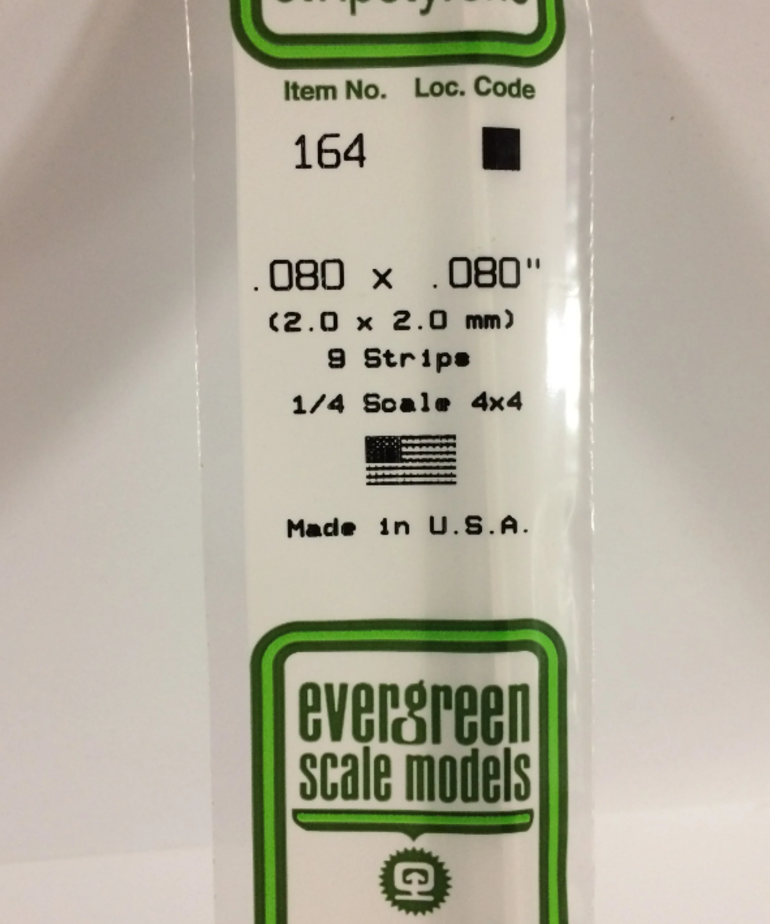 Item No. Loc. Code
164
.080 x .080"
(2.0 x 2.0 mm)
9 Strips
1/4 Scale 4x4
Made in U.S.A.
evergreen
scale models